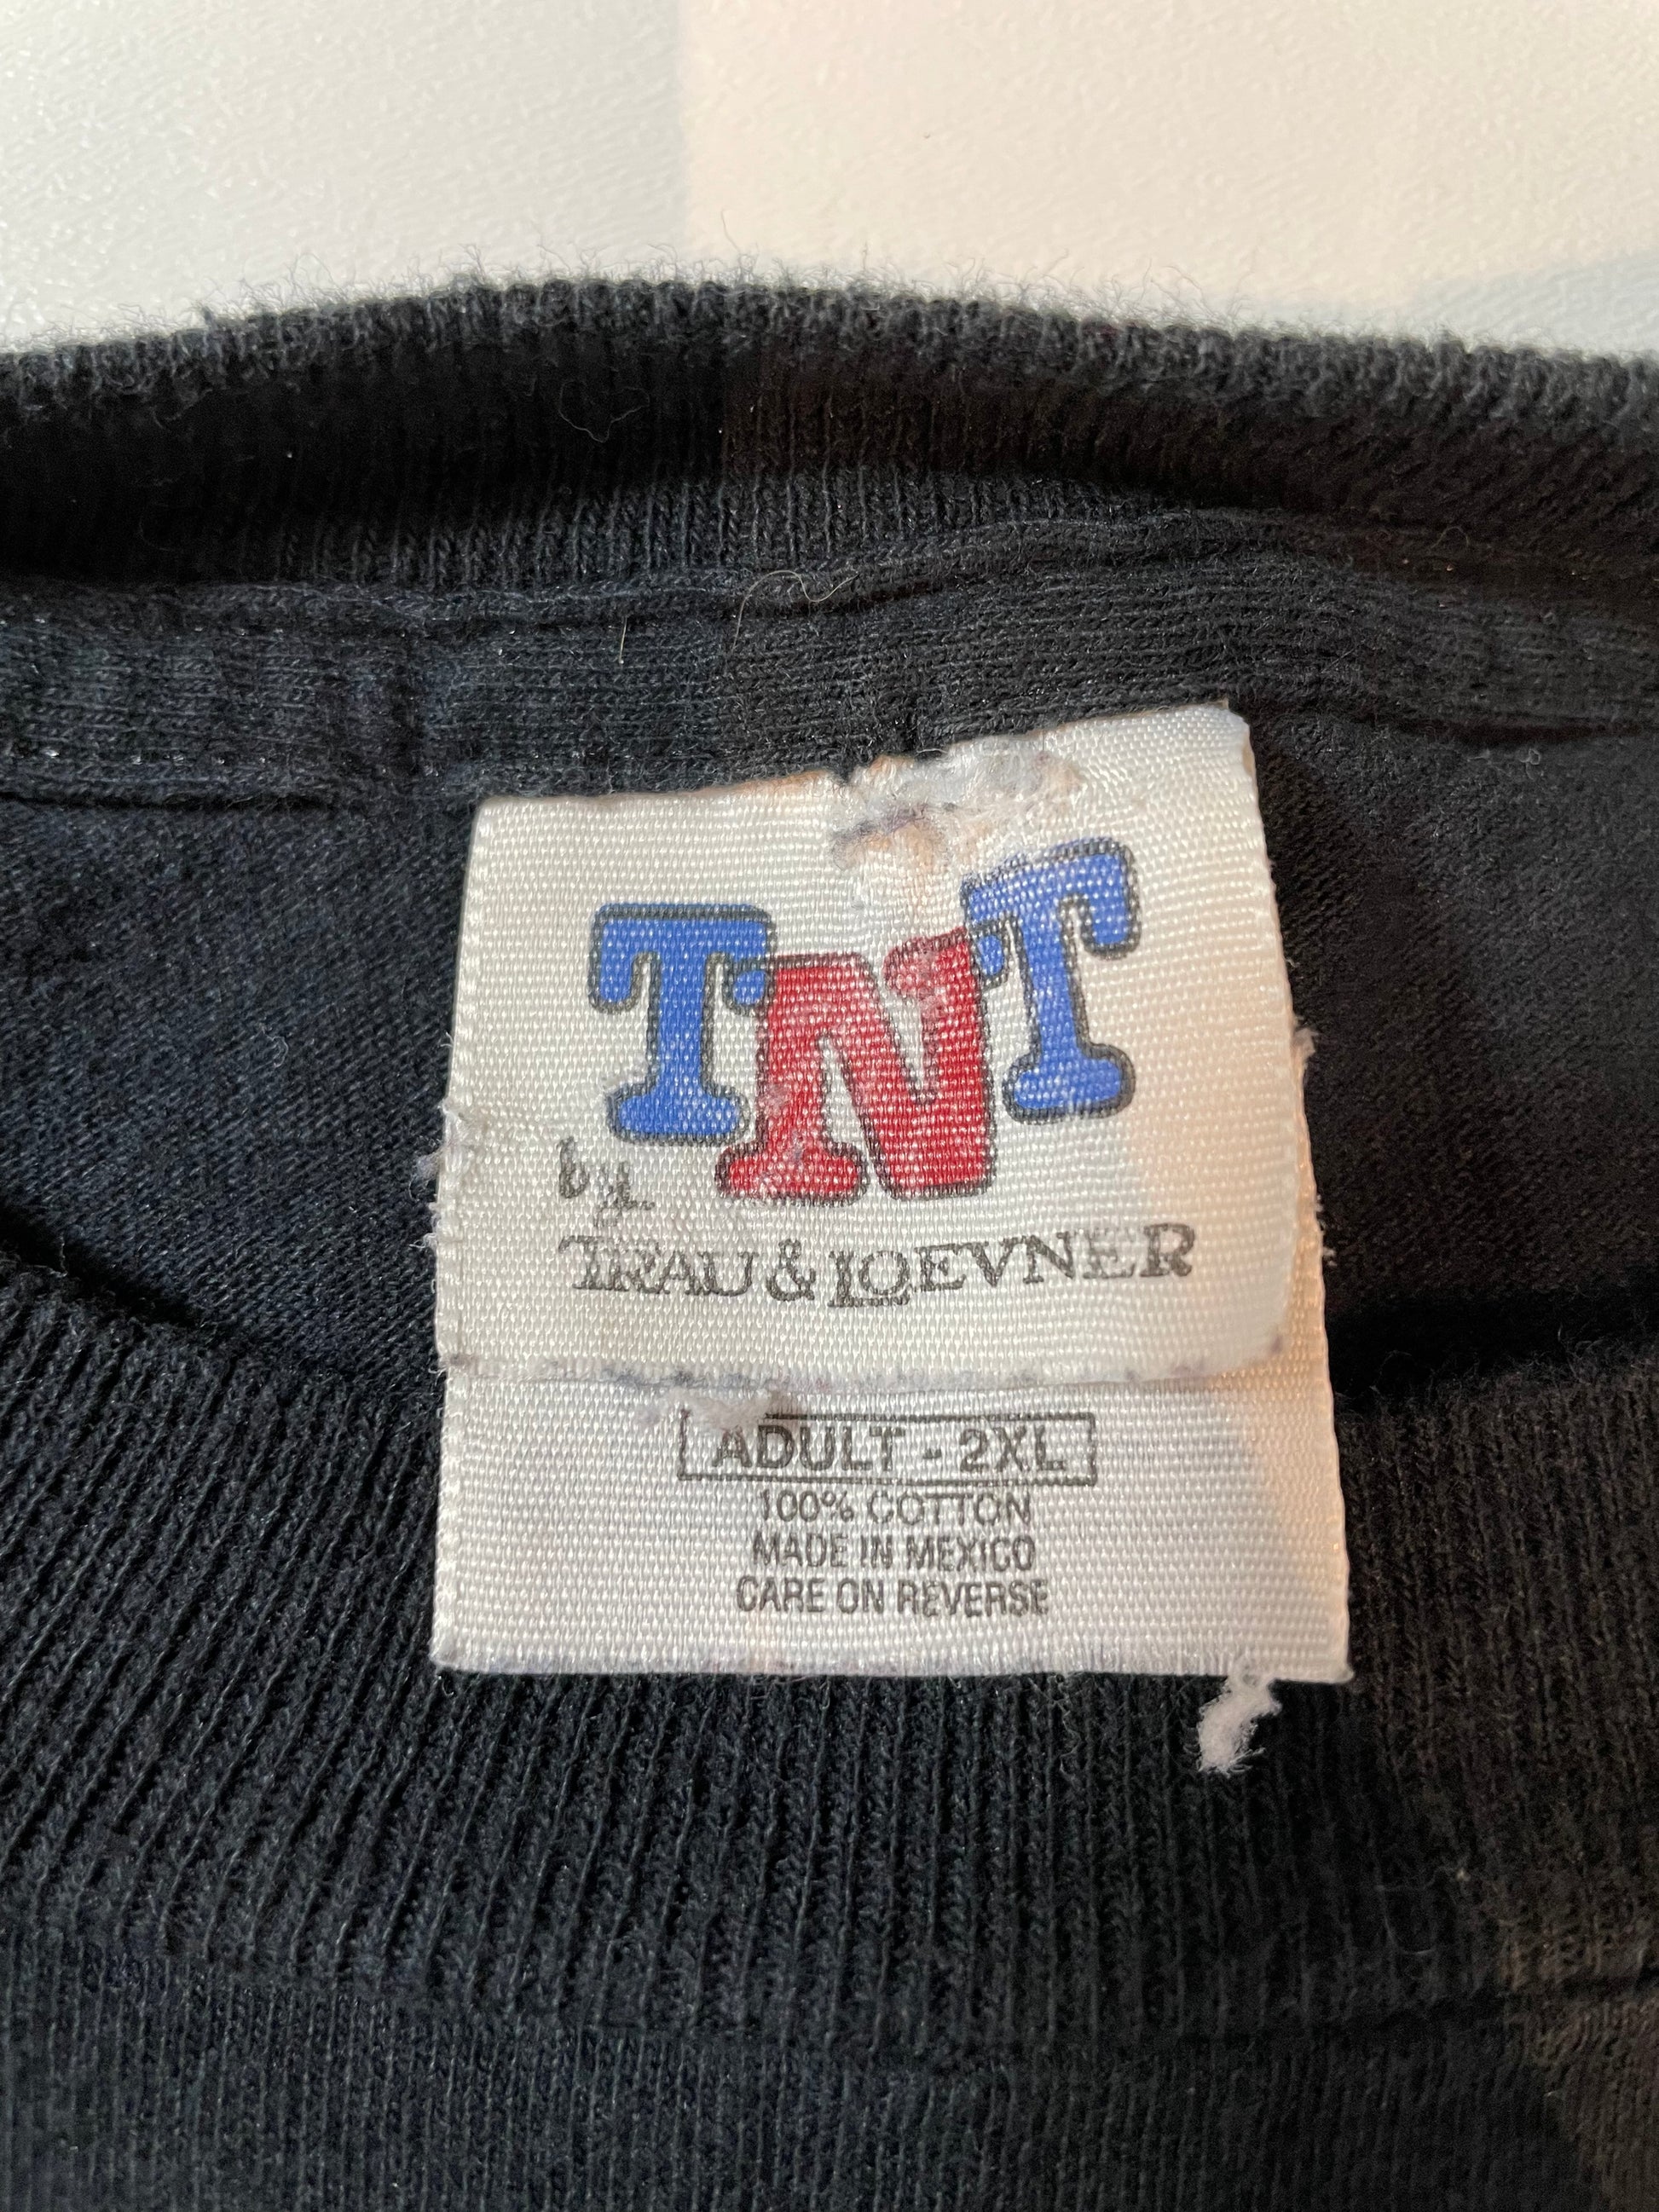 TNT
by
TRAU & LOEVNER
ADULT - 2XL
100% COTTON
MADE IN MEXICO
CARE ON REVERSE